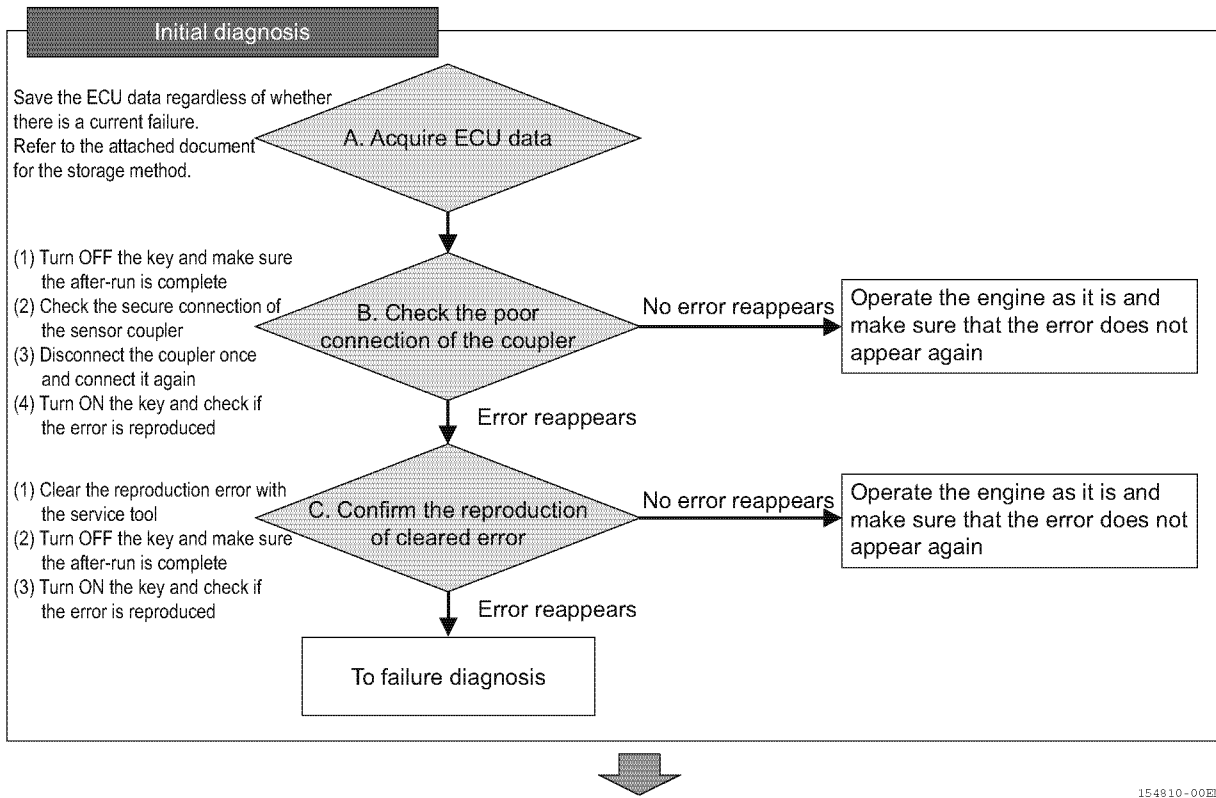 Initial diagnosis
Save the ECU data regardless of whether
there is a current failure.
Refer to the attached document
for the storage method.
A. Acquire ECU data
(1) Turn OFF the key and make sure
the after-run is complete
(2) Check the secure connection of
the sensor coupler
(3) Disconnect the coupler once
and connect it again
(4) Turn ON the key and check if
the error is reproduced
B. Check the poor
connection of the coupler
No error reappears
Operate the engine as it is and
make sure that the error does not
appear again
Error reappears
(1) Clear the reproduction error with
the service tool
(2) Turn OFF the key and make sure
the after-run is complete
(3) Turn ON the key and check if
the error is reproduced
C. Confirm the reproduction
of cleared error
No error reappears
Operate the engine as it is and
make sure that the error does not
appear again
Error reappears
To failure diagnosis